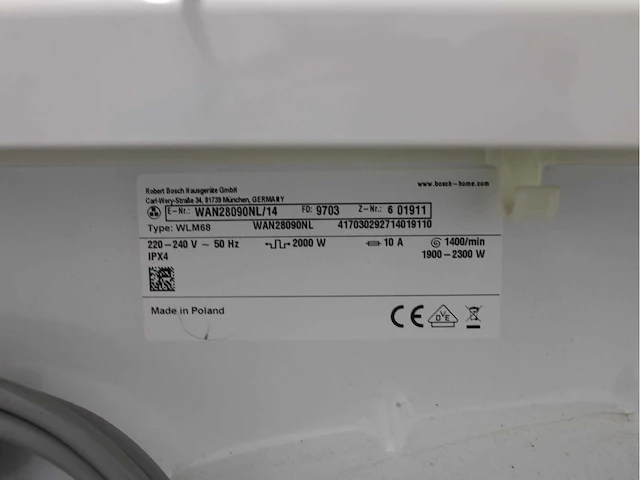 Robert Bosch Hausgeräte GmbH
Carl-Wery-Straße 34, 81739 München, GERMANY
www.bosch-home.com
E-Nr.: WAN28090NL/14 FD: 9703 Z-Nr.: 6 01911
Type: WLM68 WAN28090NL 417030292714019110
220-240 V ~ 50 Hz 2000 W 10 A 1400/min
IPX4 1900-2300 W
Made in Poland
CE DVE